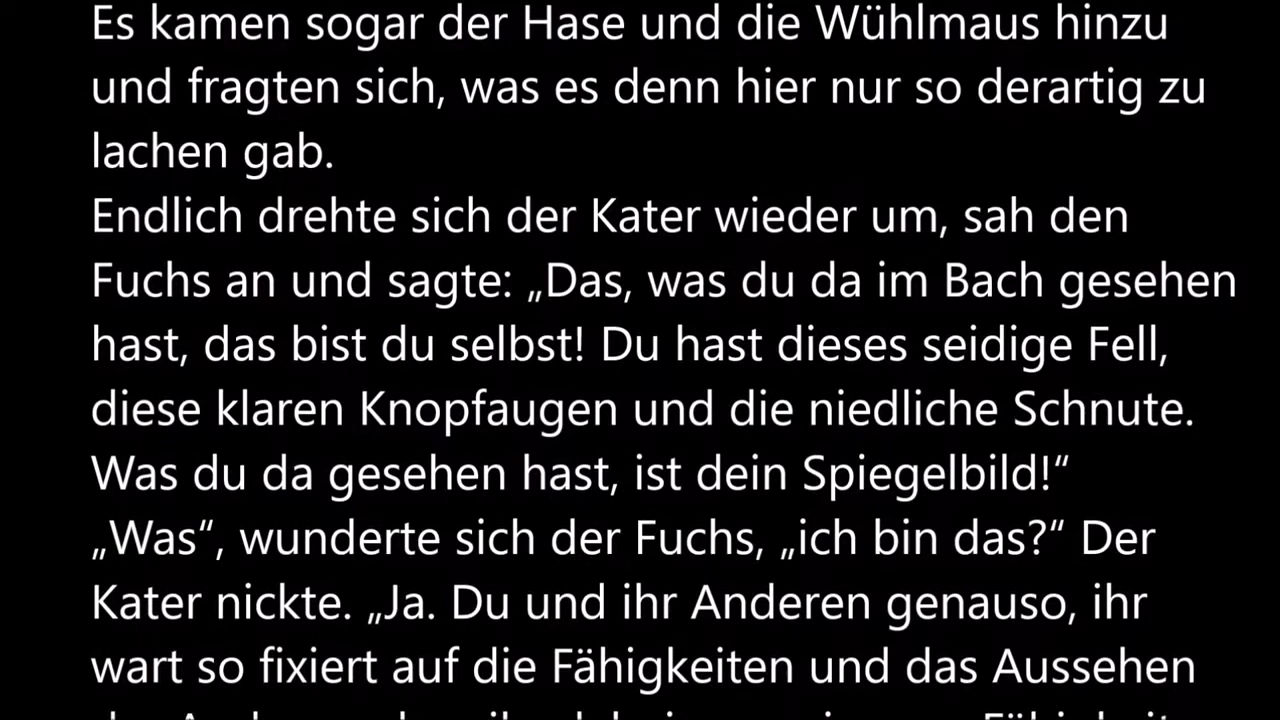 Es kamen sogar der Hase und die Wühlmaus hinzu
und fragten sich, was es denn hier nur so derartig zu
lachen gab.
Endlich drehte sich der Kater wieder um, sah den
Fuchs an und sagte: „Das, was du da im Bach gesehen
hast, das bist du selbst! Du hast dieses seidige Fell,
diese klaren Knopfaugen und die niedliche Schnute.
Was du da gesehen hast, ist dein Spiegelbild!“
„Was“, wunderte sich der Fuchs, „ich bin das?“ Der
Kater nickte. „Ja. Du und ihr Anderen genauso, ihr
wart so fixiert auf die Fähigkeiten und das Aussehen